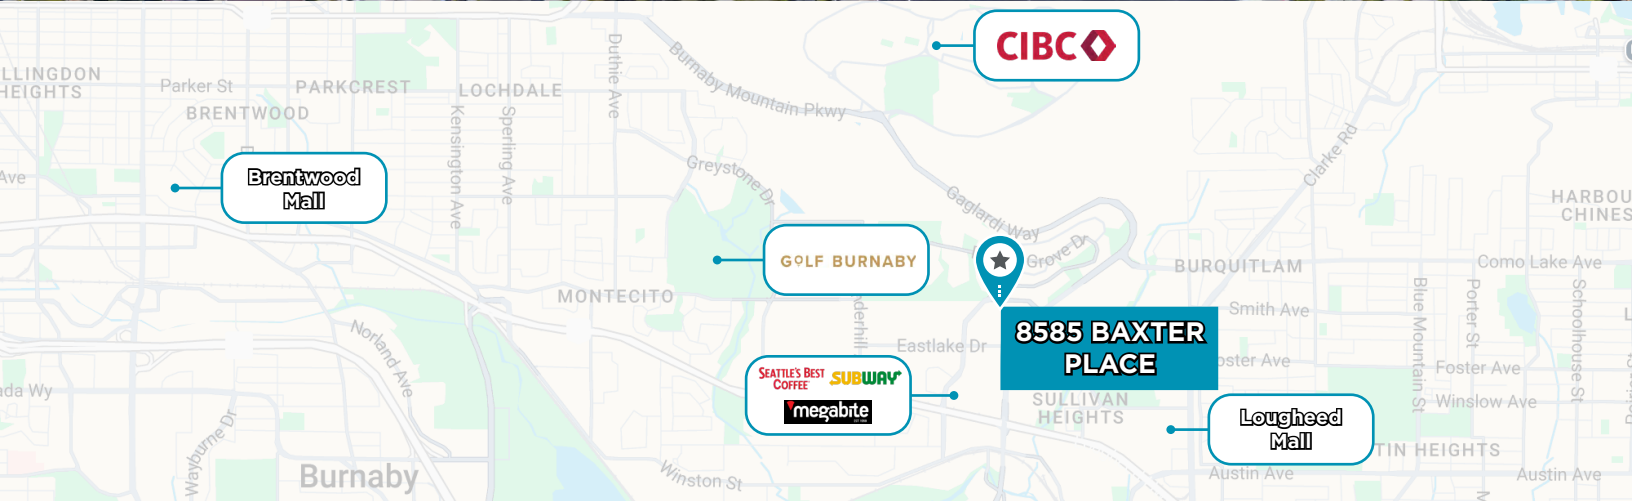 CIBC
LLINGDON
HEIGHTS
Parker St
PARKCREST
BRENTWOOD
LOCHDALE
Kensington Ave
Sperling Ave
Duthie Ave
Burnaby Mountain Pkwy
Clarke Rd
Ave
Brentwood
Mall
Greystone Dr
Gaglardi Way
Grove Dr
HARBOU
CHINES
GOLF BURNABY
BURQUITLAM
Como Lake Ave
MONTECITO
Smith Ave
Blue Mountain St
Porter St
Schoolhouse St
Norland Ave
derhill
Eastlake Dr
8585 BAXTER
PLACE
oster Ave
Foster Ave
SEATTLE'S BEST
COFFEE
SUBWAY
megabite
ada Wy
SULLIVAN
HEIGHTS
Winslow Ave
Lougheed
Mall
TIN HEIGHTS
Wayburne Dr
Burnaby
Winston St
Austin Ave
Austin Ave